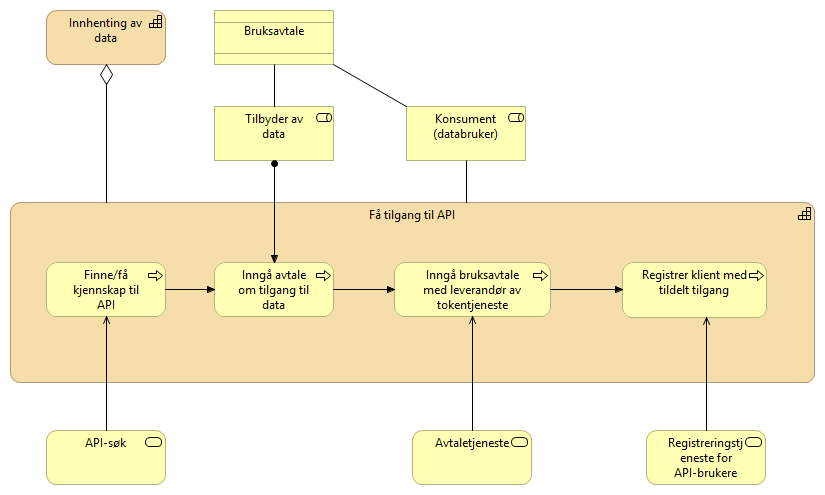 Innhenting av
data
Bruksavtale
Tilbyder av
data
Konsument
(databruker)
Få tilgang til API
Finne/få
kjennskap til
API
Inngå avtale
om tilgang til
data
Inngå bruksavtale
med leverandør av
tokentjeneste
Registrer klient med
tildelt tilgang
API-søk
Avtaletjeneste
Registreringstj
eneste for
API-brukere